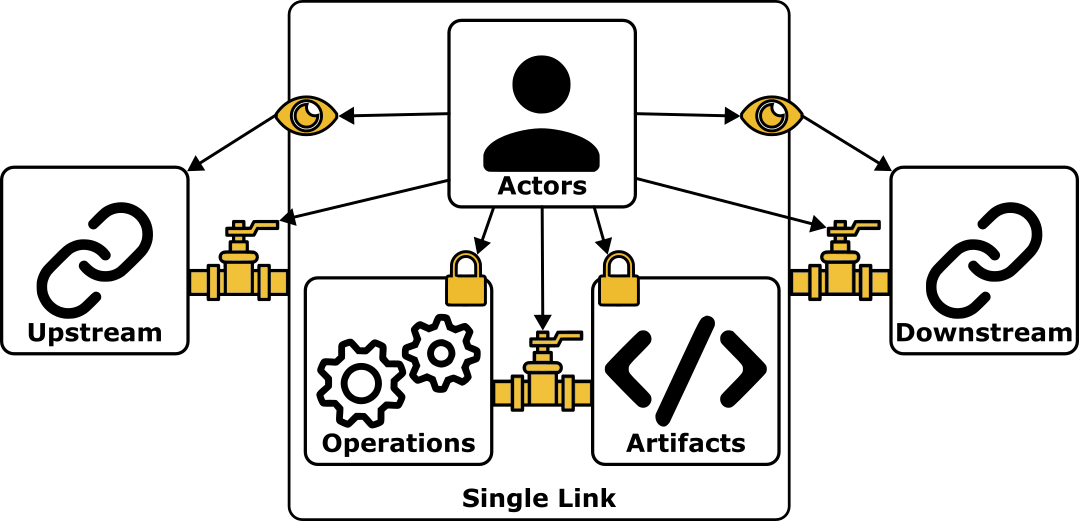 Actors
Upstream
Downstream
Operations
Artifacts
Single Link